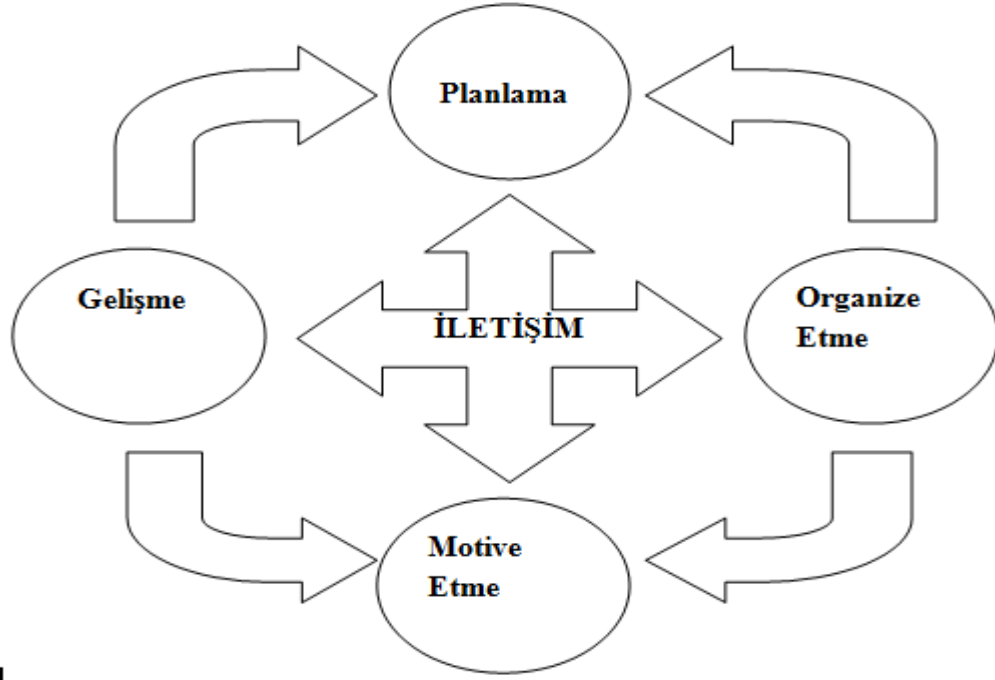 Planlama
Gelişme
İLETİŞİM
Organize
Etme
Motive
Etme